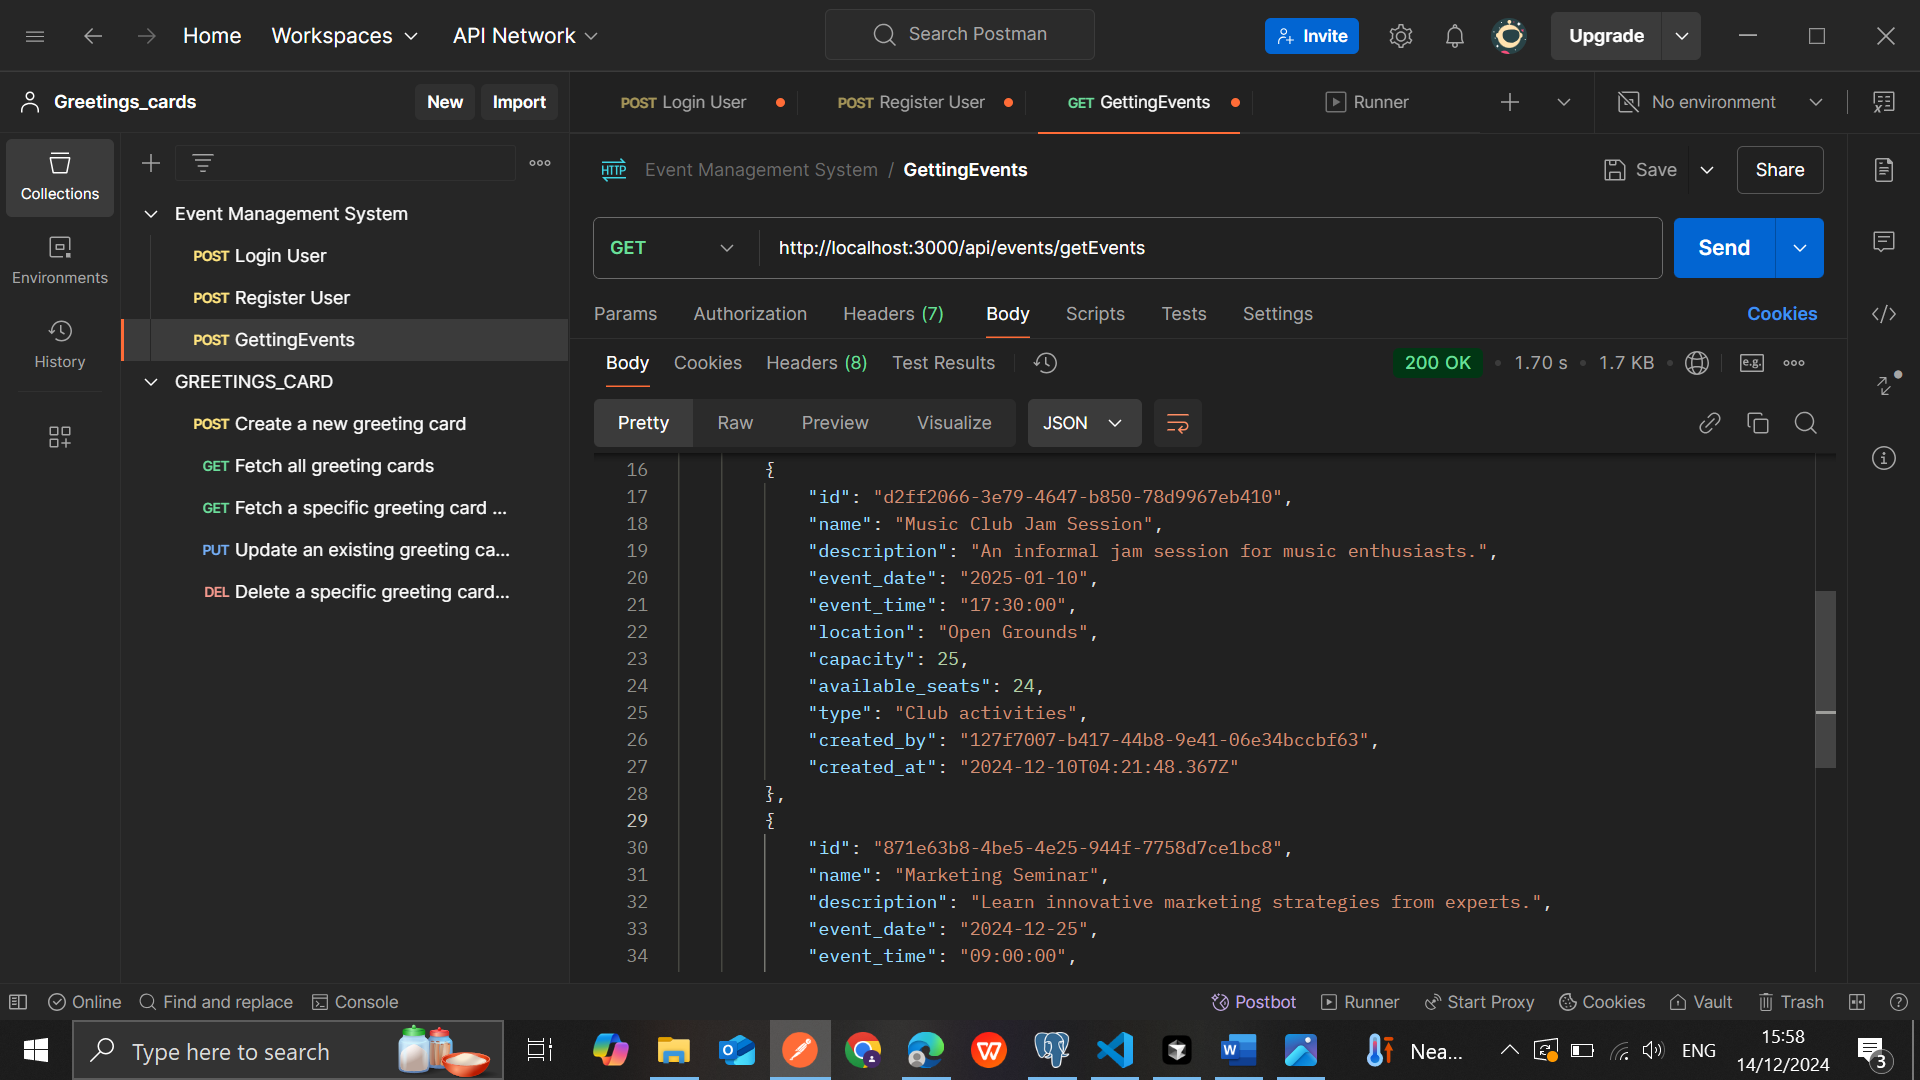 Home
Workspaces
API Network
Search Postman
Invite
Upgrade
Greetings_cards
New
Import
POST Login User
POST Register User
GET GettingEvents
Runner
No environment
Collections
Environments
History
Event Management System
POST Login User
POST Register User
POST GettingEvents
GREETINGS_CARD
POST Create a new greeting card
GET Fetch all greeting cards
GET Fetch a specific greeting card ...
PUT Update an existing greeting ca...
DEL Delete a specific greeting card...
HTTP Event Management System / GettingEvents
Save
Share
GET
http://localhost:3000/api/events/getEvents
Send
Params Authorization Headers (7) Body Scripts Tests Settings
Cookies
Body Cookies Headers (8) Test Results
200 OK • 1.70 s • 1.7 KB
e.g.
Pretty Raw Preview Visualize JSON
16 {
17 "id": "d2ff2066-3e79-4647-b850-78d9967eb410",
18 "name": "Music Club Jam Session",
19 "description": "An informal jam session for music enthusiasts.",
20 "event_date": "2025-01-10",
21 "event_time": "17:30:00",
22 "location": "Open Grounds",
23 "capacity": 25,
24 "available_seats": 24,
25 "type": "Club activities",
26 "created_by": "127f7007-b417-44b8-9e41-06e34bccbf63",
27 "created_at": "2024-12-10T04:21:48.367Z"
28 },
29 {
30 "id": "871e63b8-4be5-4e25-944f-7758d7ce1bc8",
31 "name": "Marketing Seminar",
32 "description": "Learn innovative marketing strategies from experts.",
33 "event_date": "2024-12-25",
34 "event_time": "09:00:00",
Online
Find and replace
Console
Postbot
Runner
Start Proxy
Cookies
Vault
Trash
Type here to search
Nea...
ENG
15:58
14/12/2024
3